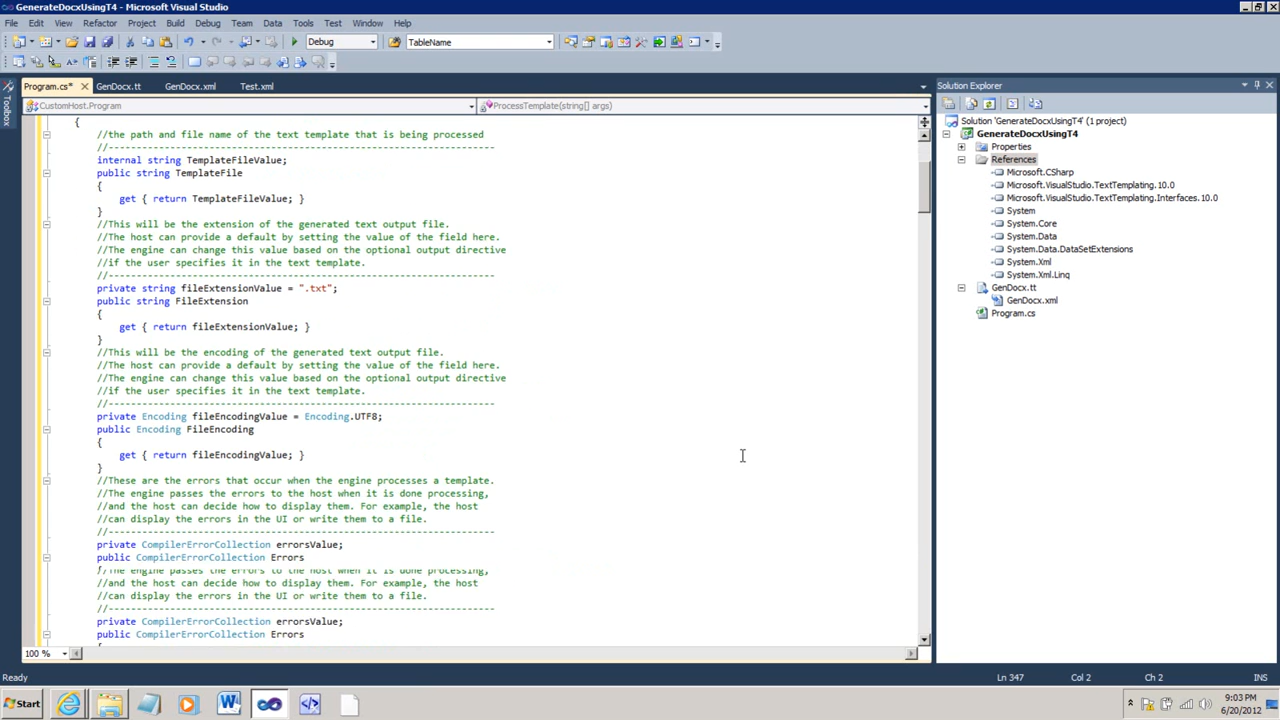 GenerateDocxUsingT4 - Microsoft Visual Studio
File Edit View Refactor Project Build Debug Team Data Tools Test Window Help
Debug TableName
Program.cs* GenDocx.tt GenDocx.xml Test.xml
CustomHost.Program ProcessTemplate(string[] args)
Toolbox
{
//the path and file name of the text template that is being processed
//---------------------------------------------------------------------
internal string TemplateFileValue;
public string TemplateFile
{
get { return TemplateFileValue; }
}
//This will be the extension of the generated text output file.
//The host can provide a default by setting the value of the field here.
//The engine can change this value based on the optional output directive
//if the user specifies it in the text template.
//---------------------------------------------------------------------
private string fileExtensionValue = ".txt";
public string FileExtension
{
get { return fileExtensionValue; }
}
//This will be the encoding of the generated text output file.
//The host can provide a default by setting the value of the field here.
//The engine can change this value based on the optional output directive
//if the user specifies it in the text template.
//---------------------------------------------------------------------
private Encoding fileEncodingValue = Encoding.UTF8;
public Encoding FileEncoding
{
get { return fileEncodingValue; }
}
//These are the errors that occur when the engine processes a template.
//The engine passes the errors to the host when it is done processing,
//and the host can decide how to display them. For example, the host
//can display the errors in the UI or write them to a file.
//---------------------------------------------------------------------
private CompilerErrorCollection errorsValue;
public CompilerErrorCollection Errors
//The engine passes the errors to the host when it is done processing,
//and the host can decide how to display them. For example, the host
//can display the errors in the UI or write them to a file.
//---------------------------------------------------------------------
private CompilerErrorCollection errorsValue;
public CompilerErrorCollection Errors
{
100 %
Solution Explorer
Solution 'GenerateDocxUsingT4' (1 project)
GenerateDocxUsingT4
Properties
References
Microsoft.CSharp
Microsoft.VisualStudio.TextTemplating.10.0
Microsoft.VisualStudio.TextTemplating.Interfaces.10.0
System
System.Core
System.Data
System.Data.DataSetExtensions
System.Xml
System.Xml.Linq
GenDocx.tt
GenDocx.xml
Program.cs
Ready Ln 347 Col 2 Ch 2 INS
Start 9:03 PM
6/20/2012